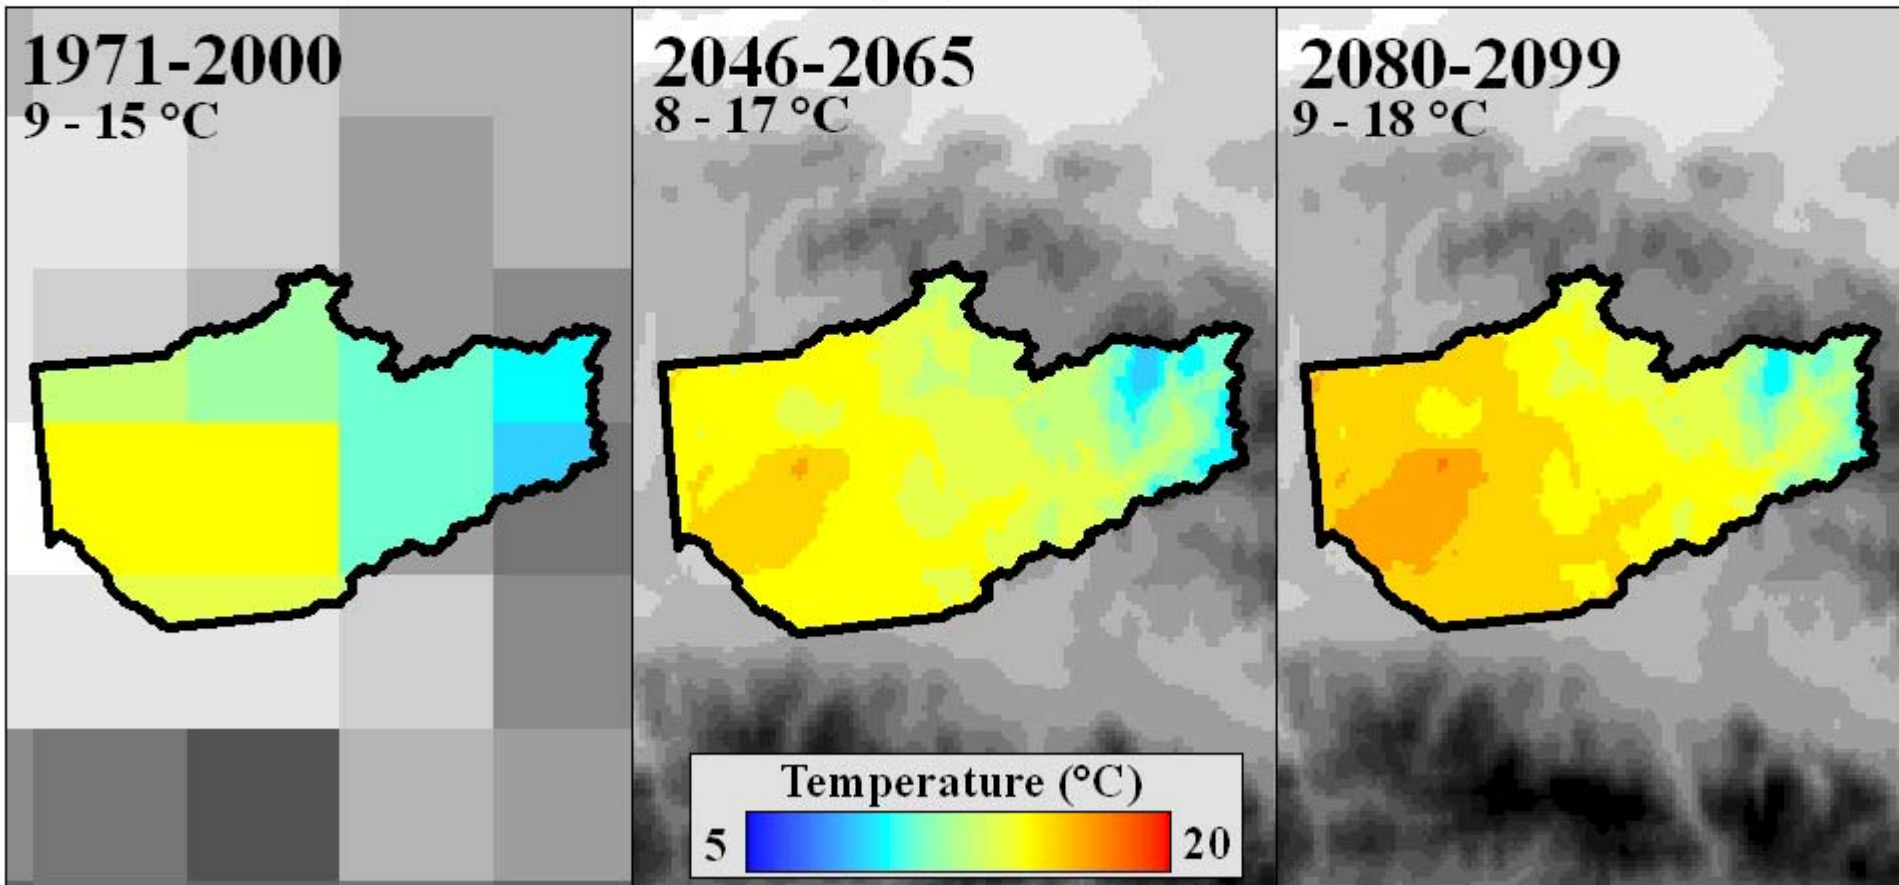 1971-2000
9 - 15 °C
2046-2065
8 - 17 °C
2080-2099
9 - 18 °C
Temperature (°C)
5
20